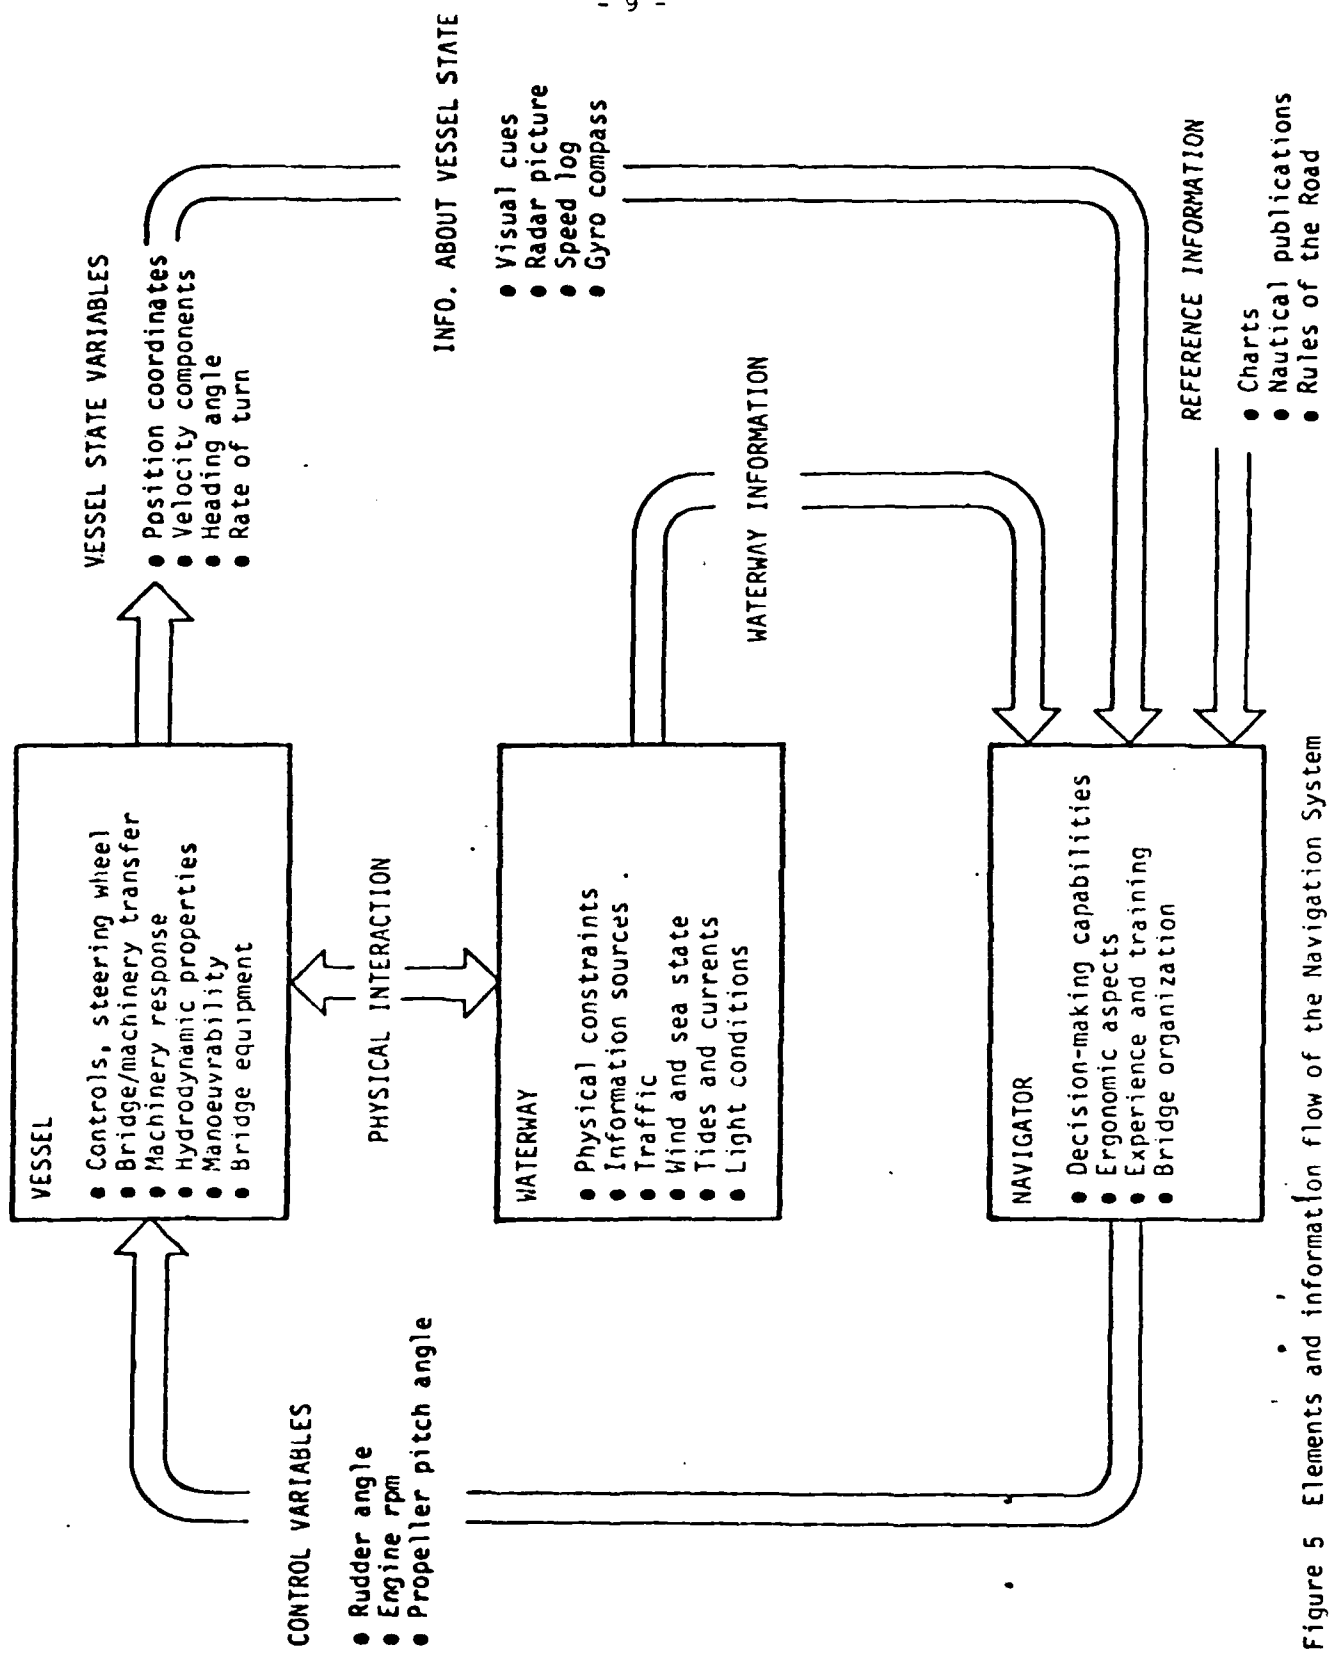 - 9 -
VESSEL
● Controls, steering wheel
● Bridge/machinery transfer
● Machinery response
● Hydrodynamic properties
● Manoeuvrability
● Bridge equipment
VESSEL STATE VARIABLES
● Position coordinates
● Velocity components
● Heading angle
● Rate of turn
CONTROL VARIABLES
● Rudder angle
● Engine rpm
● Propeller pitch angle
PHYSICAL INTERACTION
INFO. ABOUT VESSEL STATE
● Visual cues
● Radar picture
● Speed log
● Gyro compass
WATERWAY
● Physical constraints
● Information sources
● Traffic
● Wind and sea state
● Tides and currents
● Light conditions
WATERWAY INFORMATION
NAVIGATOR
● Decision-making capabilities
● Ergonomic aspects
● Experience and training
● Bridge organization
REFERENCE INFORMATION
● Charts
● Nautical publications
● Rules of the Road
Figure 5 Elements and information flow of the Navigation System